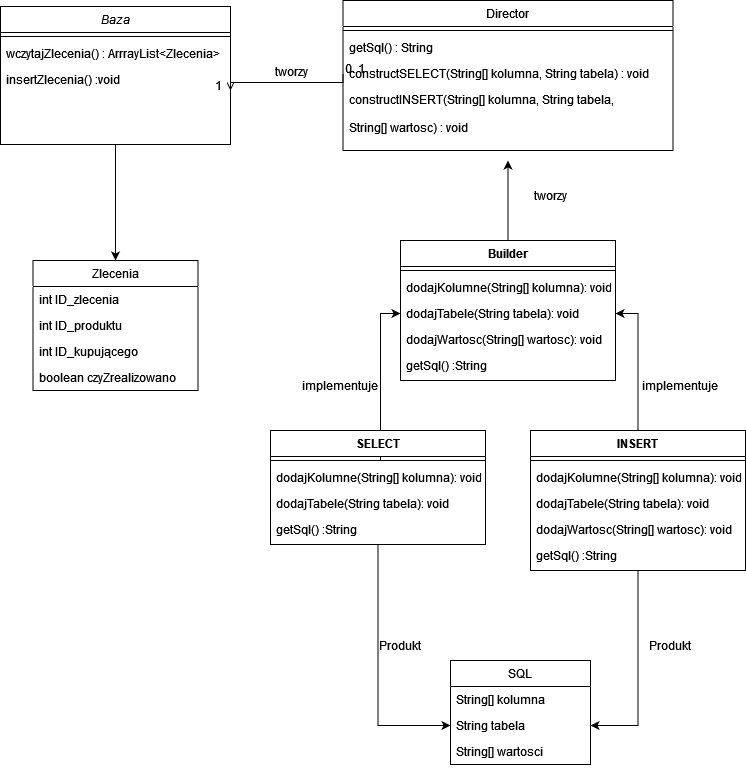 Baza
wczytajZlecenia() : ArrrayList<Zlecenia>
insertZlecenia() :void
Director
getSql() : String
constructSELECT(String[] kolumna, String tabela) : void
constructINSERT(String[] kolumna, String tabela,
String[] wartosc) : void
tworzy
0..1
1
tworzy
Zlecenia
int ID_zlecenia
int ID_produktu
int ID_kupującego
boolean czyZrealizowano
Builder
dodajKolumne(String[] kolumna): void
dodajTabele(String tabela): void
dodajWartosc(String[] wartosc): void
getSql() :String
implementuje
implementuje
SELECT
dodajKolumne(String[] kolumna): void
dodajTabele(String tabela): void
getSql() :String
INSERT
dodajKolumne(String[] kolumna): void
dodajTabele(String tabela): void
dodajWartosc(String[] wartosc): void
getSql() :String
Produkt
Produkt
SQL
String[] kolumna
String tabela
String[] wartosci